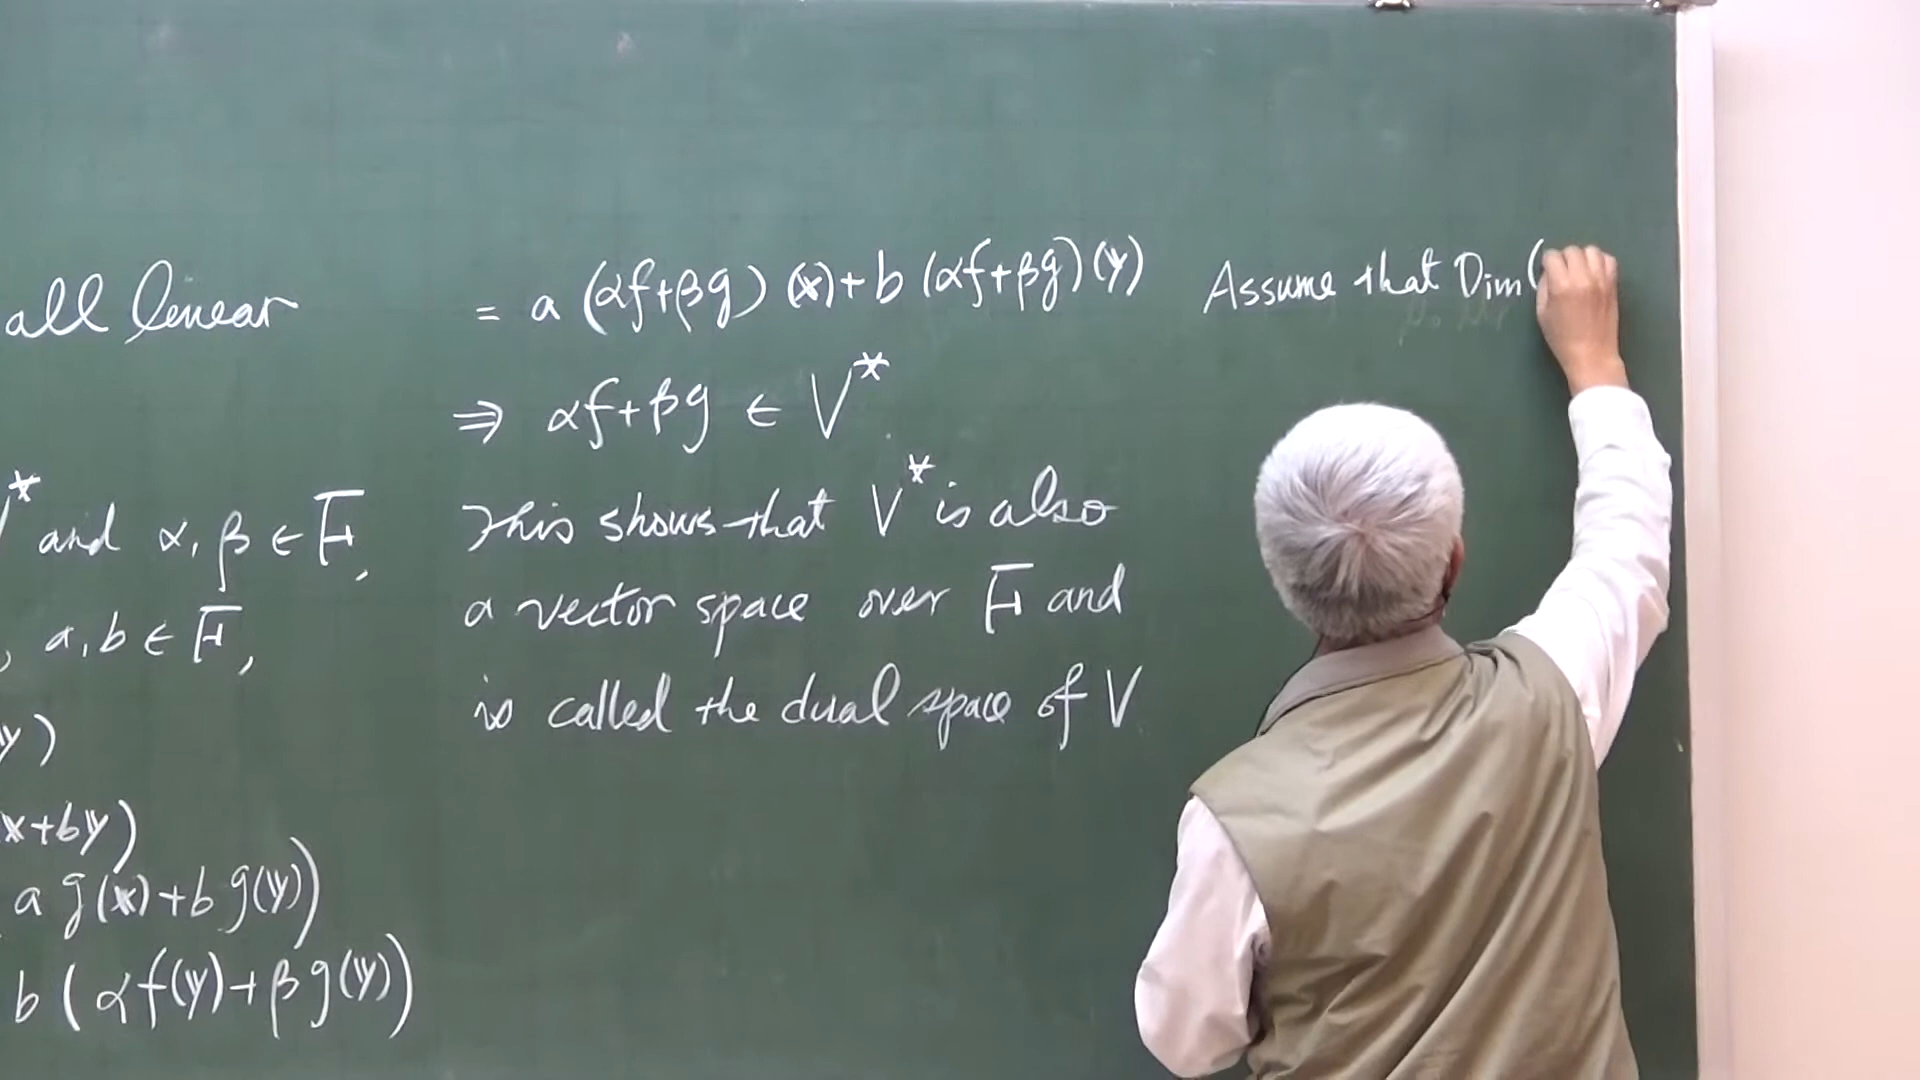 all linear
* and α, β ∈ F,
, a, b ∈ F,
y)
x+by)
a g(x)+b g(y))
b (αf(y)+βg(y))
= a (αf+βg) (x)+b (αf+βg)(y)
⇒ αf+βg ∈ V*
This shows that V* is also
a vector space over F and
is called the dual space of V
Assume that Dim(